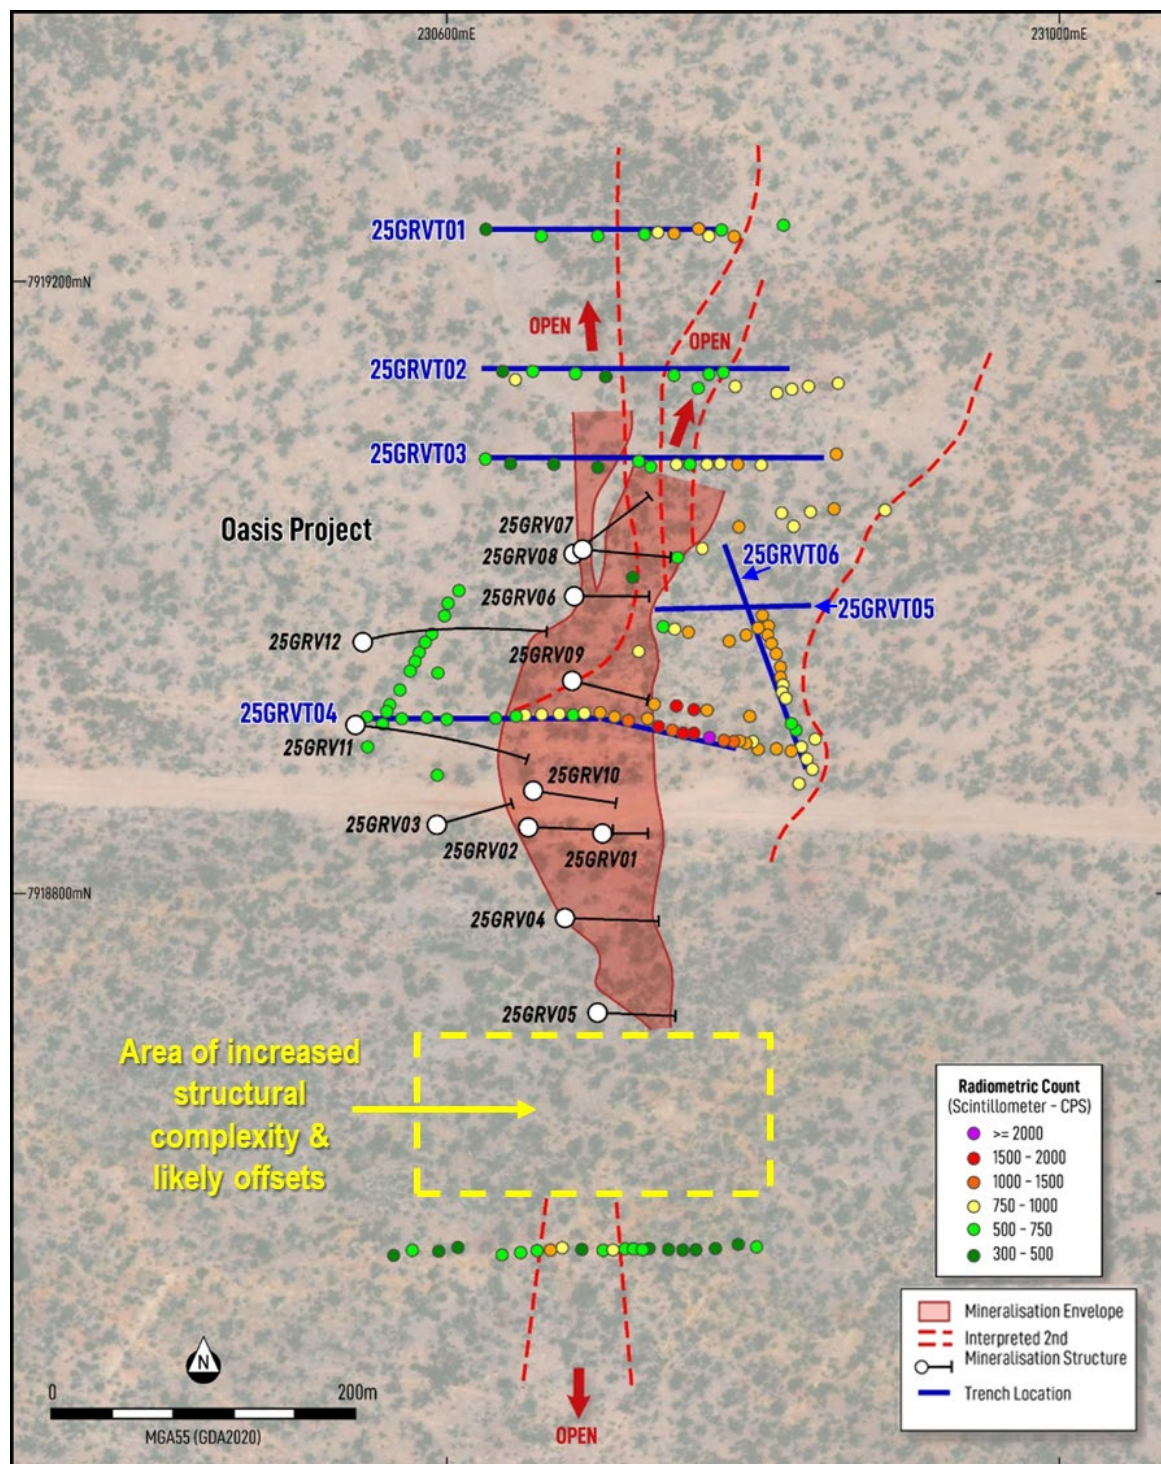 230600mE
231000mE
25GRVT01
7919200mN
OPEN
OPEN
25GRVT02
25GRVT03
Oasis Project
25GRV07
25GRV08
25GRVT06
25GRV06
25GRVT05
25GRV12
25GRV09
25GRVT04
25GRV11
25GRV10
25GRV03
25GRV02
25GRV01
7918800mN
25GRV04
25GRV05
Area of increased
structural
complexity &
likely offsets
Radiometric Count
(Scintillometer - CPS)
>= 2000
1500 - 2000
1000 - 1500
750 - 1000
500 - 750
300 - 500
Mineralisation Envelope
Interpreted 2nd
Mineralisation Structure
Trench Location
N
0 200m
MGA55 (GDA2020)
OPEN